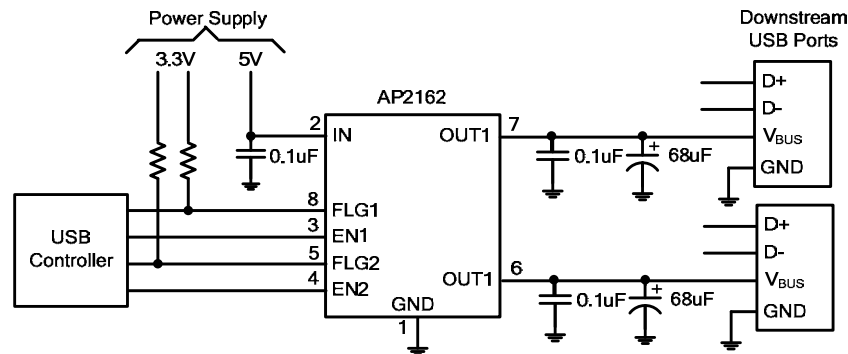 Power Supply
3.3V 5V
Downstream
USB Ports
AP2162
D+
D-
VBUS
GND
2 IN OUT1 7
0.1uF
0.1uF + 68uF
USB
Controller
8 FLG1
3 EN1
5 FLG2
4 EN2
OUT1 6
GND
1
0.1uF + 68uF
D+
D-
VBUS
GND